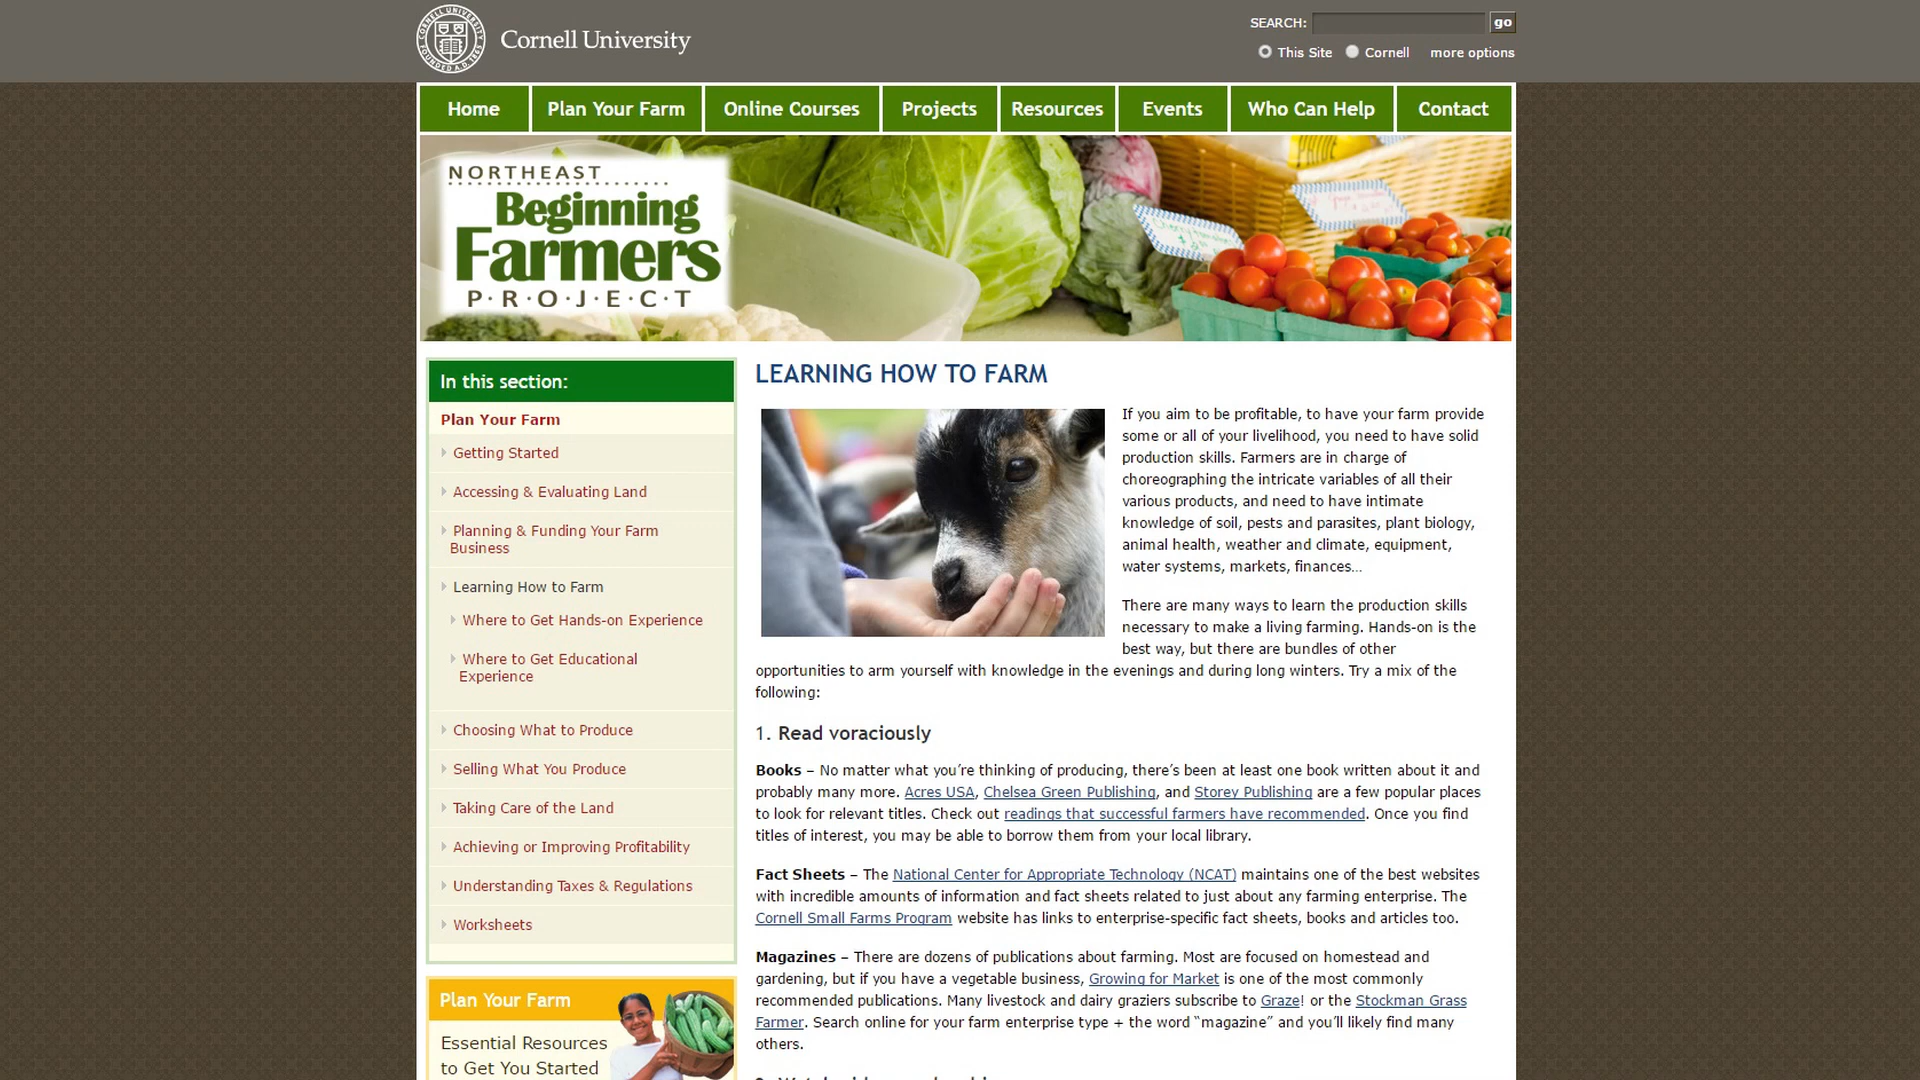 Cornell University
SEARCH:
go
This Site
Cornell
more options
Home
Plan Your Farm
Online Courses
Projects
Resources
Events
Who Can Help
Contact
NORTHEAST
Beginning
Farmers
P·R·O·J·E·C·T
In this section:
Plan Your Farm
Getting Started
Accessing & Evaluating Land
Planning & Funding Your Farm
Business
Learning How to Farm
Where to Get Hands-on Experience
Where to Get Educational
Experience
Choosing What to Produce
Selling What You Produce
Taking Care of the Land
Achieving or Improving Profitability
Understanding Taxes & Regulations
Worksheets
Plan Your Farm
Essential Resources
to Get You Started
LEARNING HOW TO FARM
If you aim to be profitable, to have your farm provide
some or all of your livelihood, you need to have solid
production skills. Farmers are in charge of
choreographing the intricate variables of all their
various products, and need to have intimate
knowledge of soil, pests and parasites, plant biology,
animal health, weather and climate, equipment,
water systems, markets, finances…
There are many ways to learn the production skills
necessary to make a living farming. Hands-on is the
best way, but there are bundles of other
opportunities to arm yourself with knowledge in the evenings and during long winters. Try a mix of the
following:
1. Read voraciously
Books – No matter what you’re thinking of producing, there’s been at least one book written about it and
probably many more. Acres USA, Chelsea Green Publishing, and Storey Publishing are a few popular places
to look for relevant titles. Check out readings that successful farmers have recommended. Once you find
titles of interest, you may be able to borrow them from your local library.
Fact Sheets – The National Center for Appropriate Technology (NCAT) maintains one of the best websites
with incredible amounts of information and fact sheets related to just about any farming enterprise. The
Cornell Small Farms Program website has links to enterprise-specific fact sheets, books and articles too.
Magazines – There are dozens of publications about farming. Most are focused on homestead and
gardening, but if you have a vegetable business, Growing for Market is one of the most commonly
recommended publications. Many livestock and dairy graziers subscribe to Graze! or the Stockman Grass
Farmer. Search online for your farm enterprise type + the word “magazine” and you’ll likely find many
others.